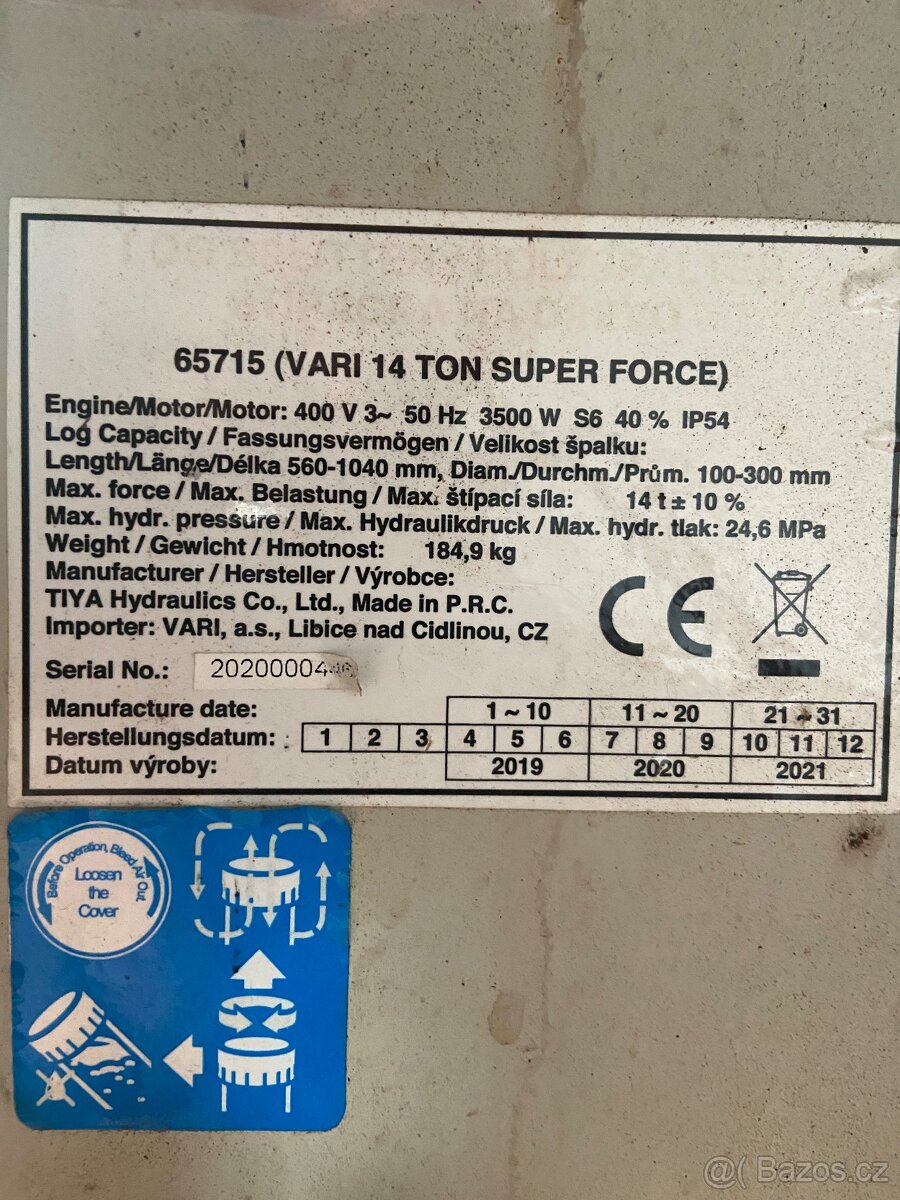 65715 (VARI 14 TON SUPER FORCE)
Engine/Motor/Motor: 400 V 3~ 50 Hz 3500 W S6 40 % IP54
Log Capacity / Fassungsvermögen / Velikost špalku:
Length/Länge/Délka 560-1040 mm, Diam./Durchm./Prům. 100-300 mm
Max. force / Max. Belastung / Max. štípací síla: 14 t ± 10 %
Max. hydr. pressure / Max. Hydraulikdruck / Max. hydr. tlak: 24,6 MPa
Weight / Gewicht / Hmotnost: 184,9 kg
Manufacturer / Hersteller / Výrobce:
TIYA Hydraulics Co., Ltd., Made in P.R.C.
Importer: VARI, a.s., Libice nad Cidlinou, CZ
CE
Serial No.:
Manufacture date: 1 ~ 10 11 ~ 20 21 ~ 31
Herstellungsdatum: 1 2 3 4 5 6 7 8 9 10 11 12
Datum výroby: 2019 2020 2021
Before Operation, Bleed Air Out
Loosen
the
Cover
@( Bazos.cz